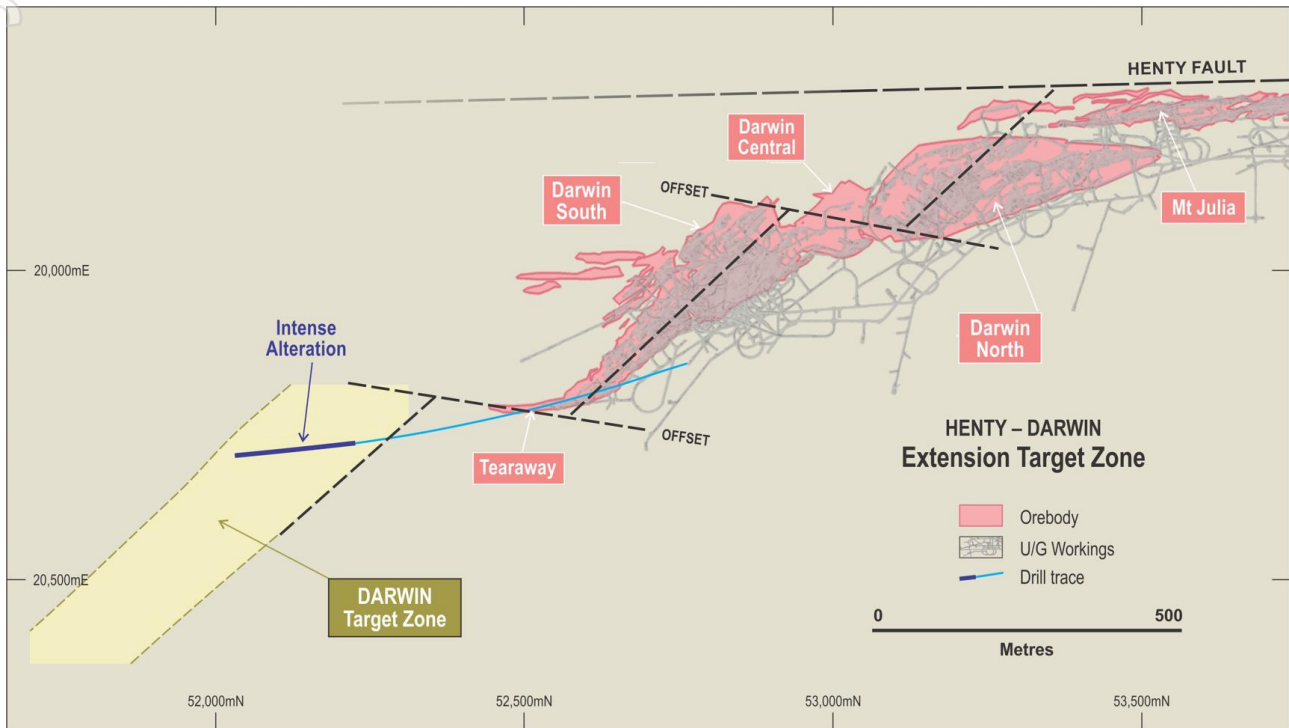 HENTY FAULT
Darwin
Central
OFFSET
Darwin
South
Mt Julia
20,000mE
Intense
Alteration
Darwin
North
OFFSET
Tearaway
HENTY – DARWIN
Extension Target Zone
Orebody
U/G Workings
Drill trace
20,500mE
DARWIN
Target Zone
0 500
Metres
52,000mN 52,500mN 53,000mN 53,500mN